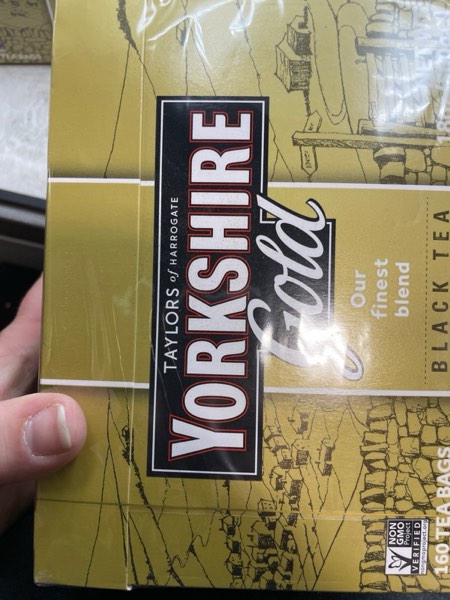 TAYLORS of HARROGATE
YORKSHIRE
Gold
Our
finest
blend
BLACK TEA
160 TEA BAGS
NON
GMO
Project
VERIFIED